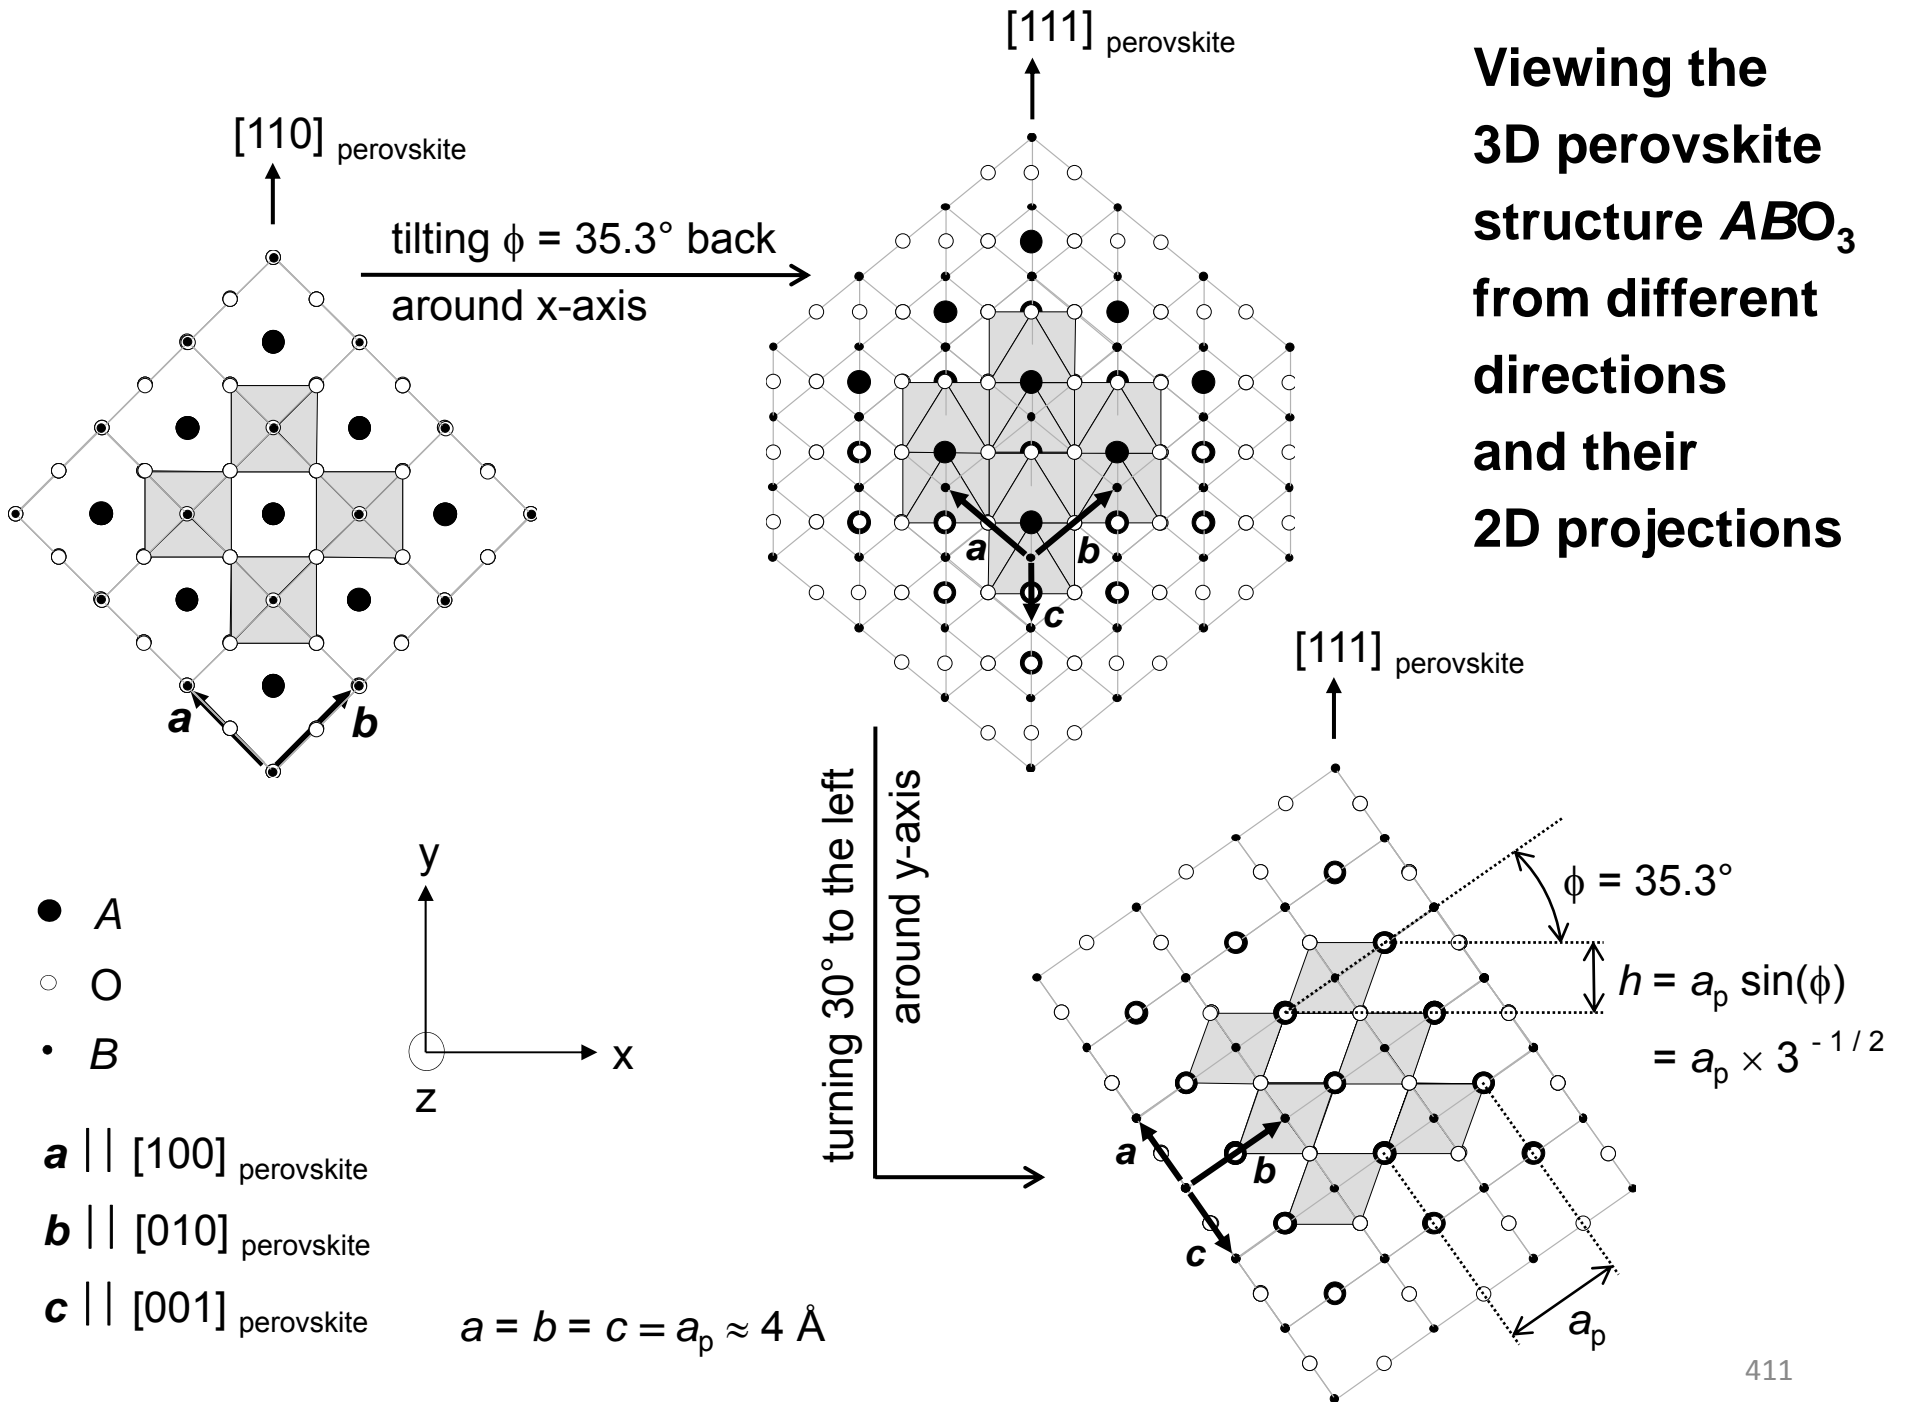 Viewing the
3D perovskite
structure ABO3
from different
directions
and their
2D projections
[110] perovskite
tilting ϕ = 35.3° back
around x-axis
[111] perovskite
a
b
a
b
c
turning 30° to the left
around y-axis
[111] perovskite
ϕ = 35.3°
h = ap sin(ϕ)
= ap × 3 - 1 / 2
a
b
c
ap
A
O
B
y
x
z
a || [100] perovskite
b || [010] perovskite
c || [001] perovskite
a = b = c = ap ≈ 4 Å
411